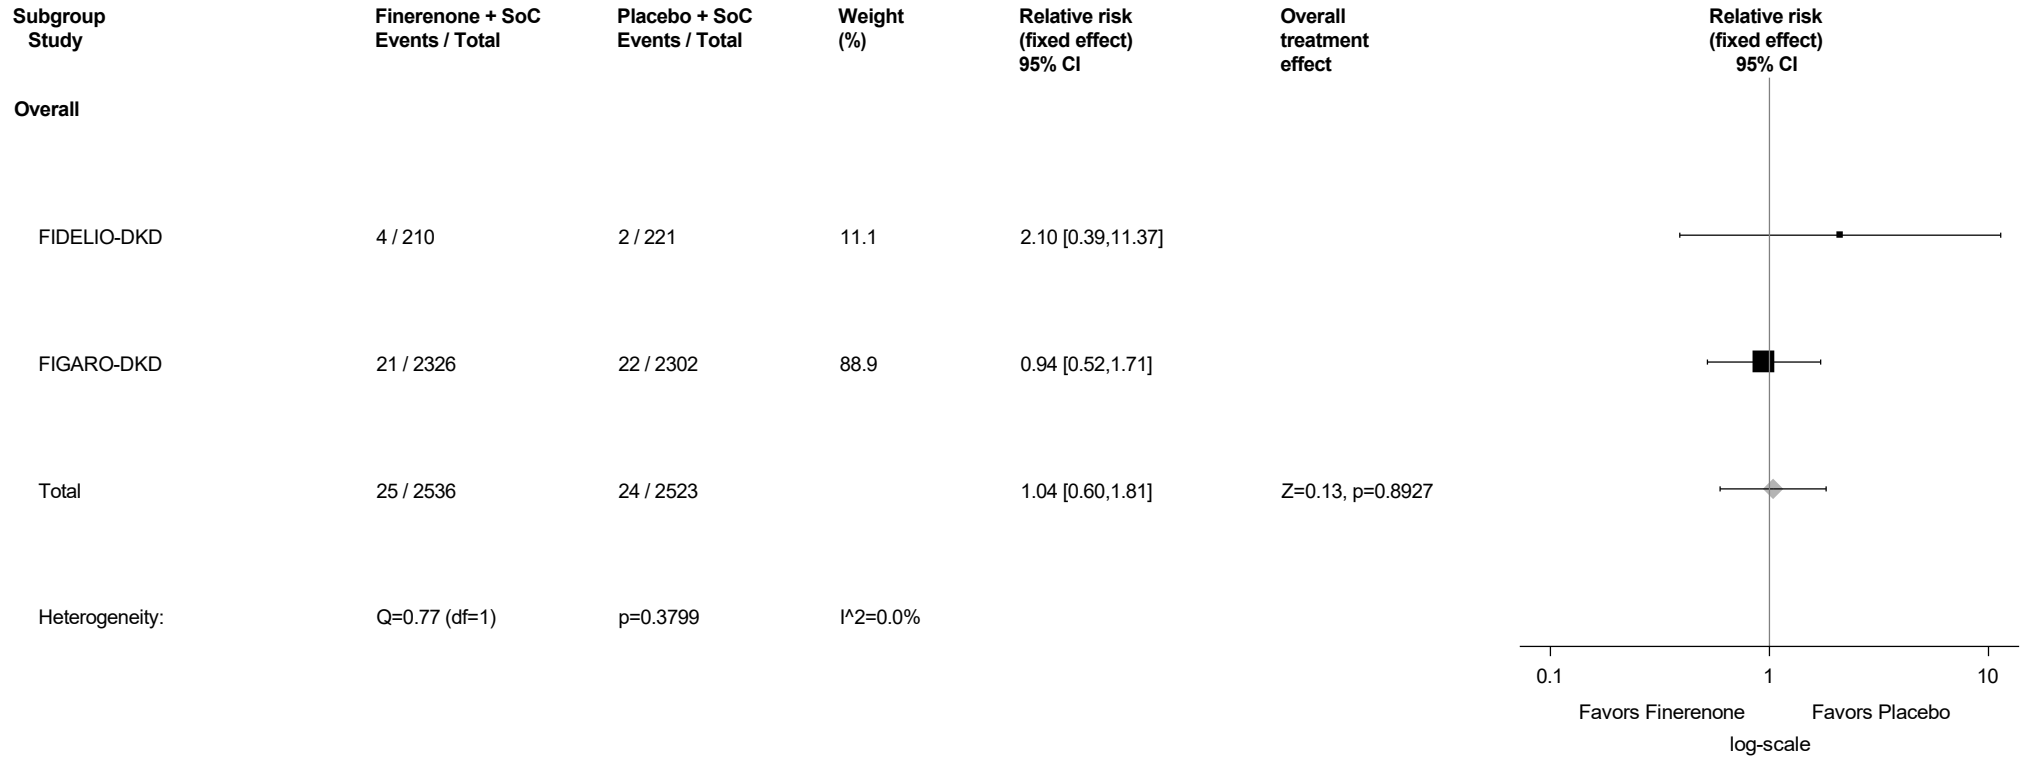 Subgroup Finerenone + SoC Placebo + SoC Weight Relative risk Overall Relative risk
Study Events / Total Events / Total (%) (fixed effect) treatment (fixed effect)
95% CI effect 95% CI
Overall
FIDELIO-DKD 4 / 210 2 / 221 11.1 2.10 [0.39,11.37]
FIGARO-DKD 21 / 2326 22 / 2302 88.9 0.94 [0.52,1.71]
Total 25 / 2536 24 / 2523 1.04 [0.60,1.81] Z=0.13, p=0.8927
Heterogeneity: Q=0.77 (df=1) p=0.3799 I^2=0.0%
0.1 1 10
Favors Finerenone Favors Placebo
log-scale